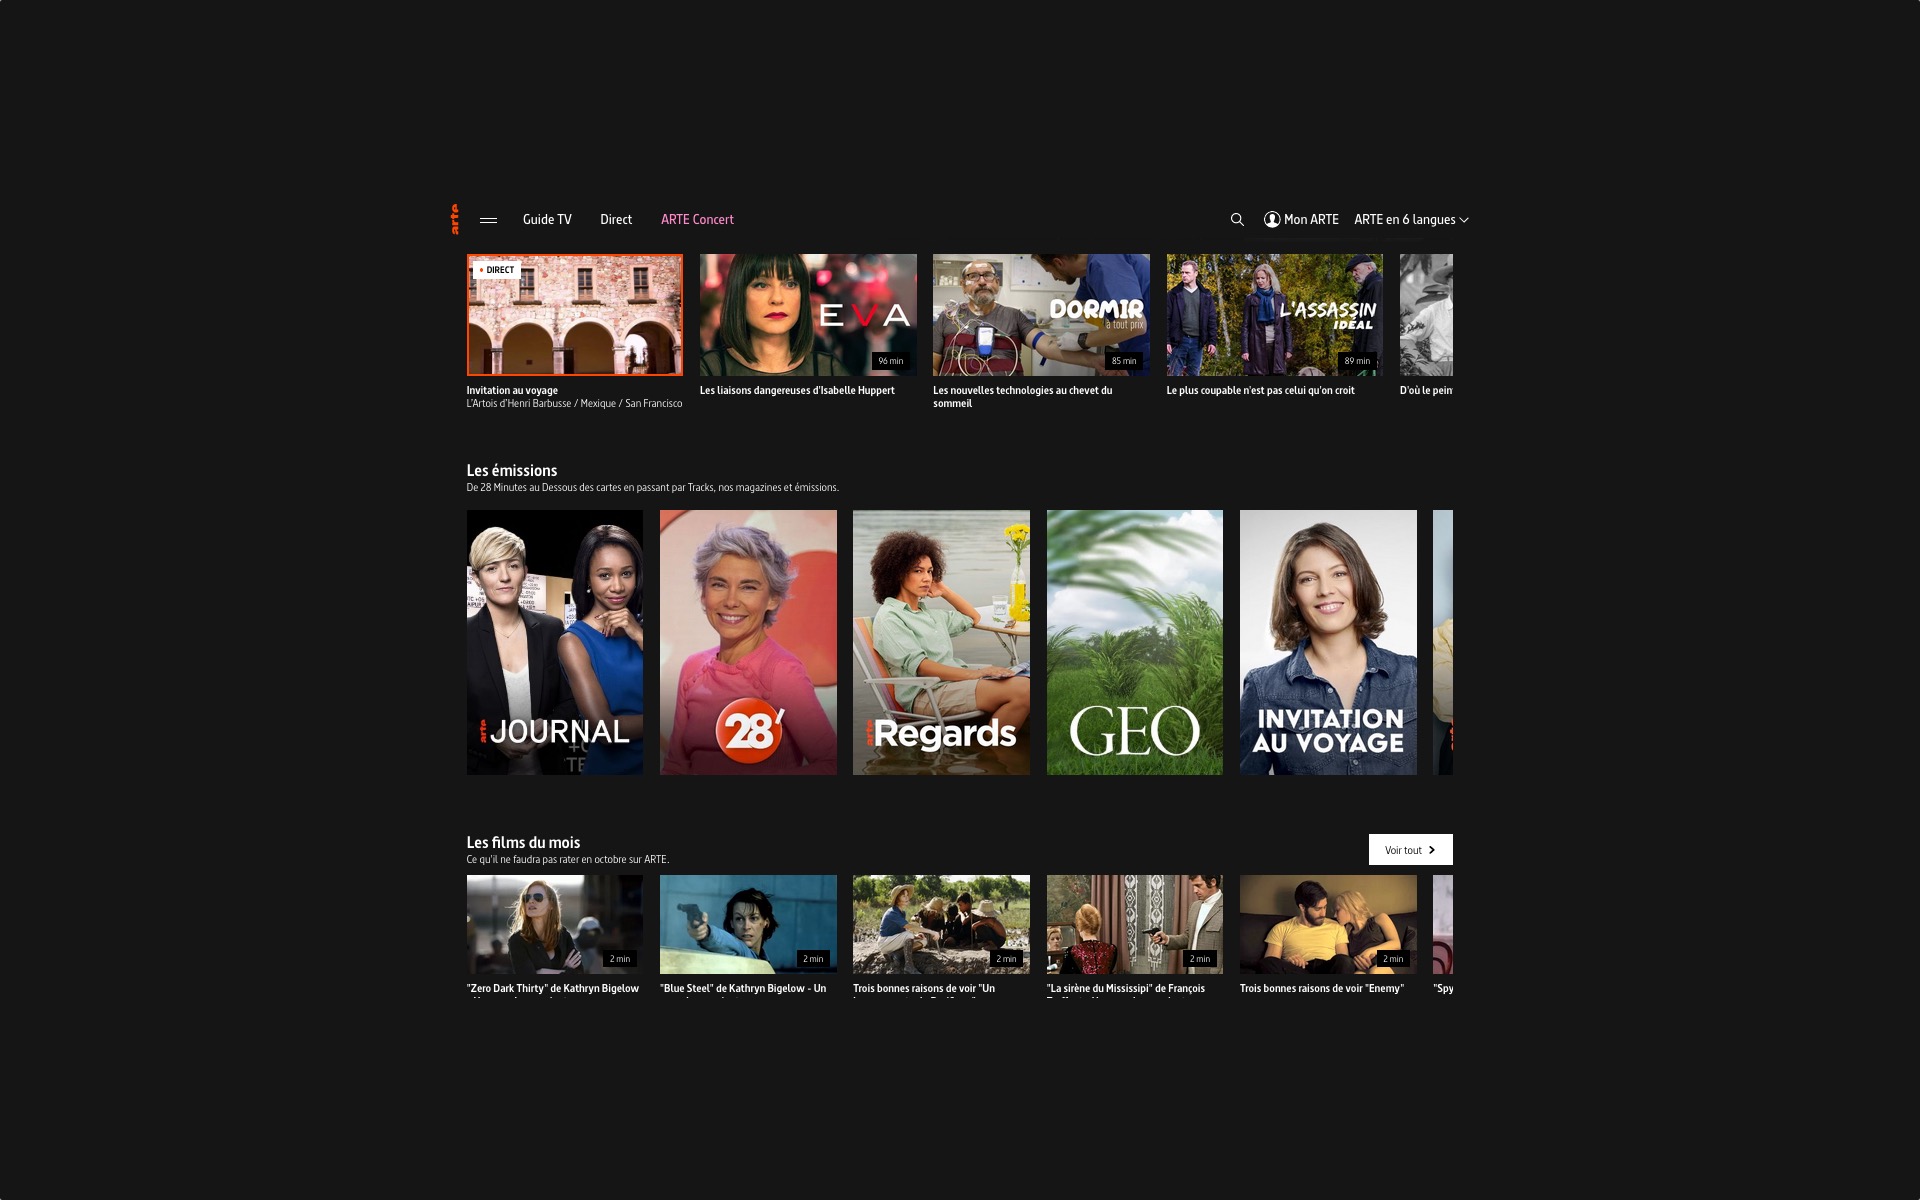 arte
Guide TV
Direct
ARTE Concert
Mon ARTE
ARTE en 6 langues
DIRECT
Invitation au voyage
L'Artois d'Henri Barbusse / Mexique / San Francisco
EVA
96 min
Les liaisons dangereuses d'Isabelle Huppert
DORMIR
à tout prix
85 min
Les nouvelles technologies au chevet du
sommeil
L'ASSASSIN
IDÉAL
89 min
Le plus coupable n'est pas celui qu'on croit
D'où le pein
Les émissions
De 28 Minutes au Dessous des cartes en passant par Tracks, nos magazines et émissions.
arte JOURNAL
28'
arte Regards
GEO
INVITATION
AU VOYAGE
Les films du mois
Ce qu'il ne faudra pas rater en octobre sur ARTE.
Voir tout
2 min
"Zero Dark Thirty" de Kathryn Bigelow
2 min
"Blue Steel" de Kathryn Bigelow - Un
2 min
Trois bonnes raisons de voir "Un
2 min
"La sirène du Mississipi" de François
2 min
Trois bonnes raisons de voir "Enemy"
"Spy